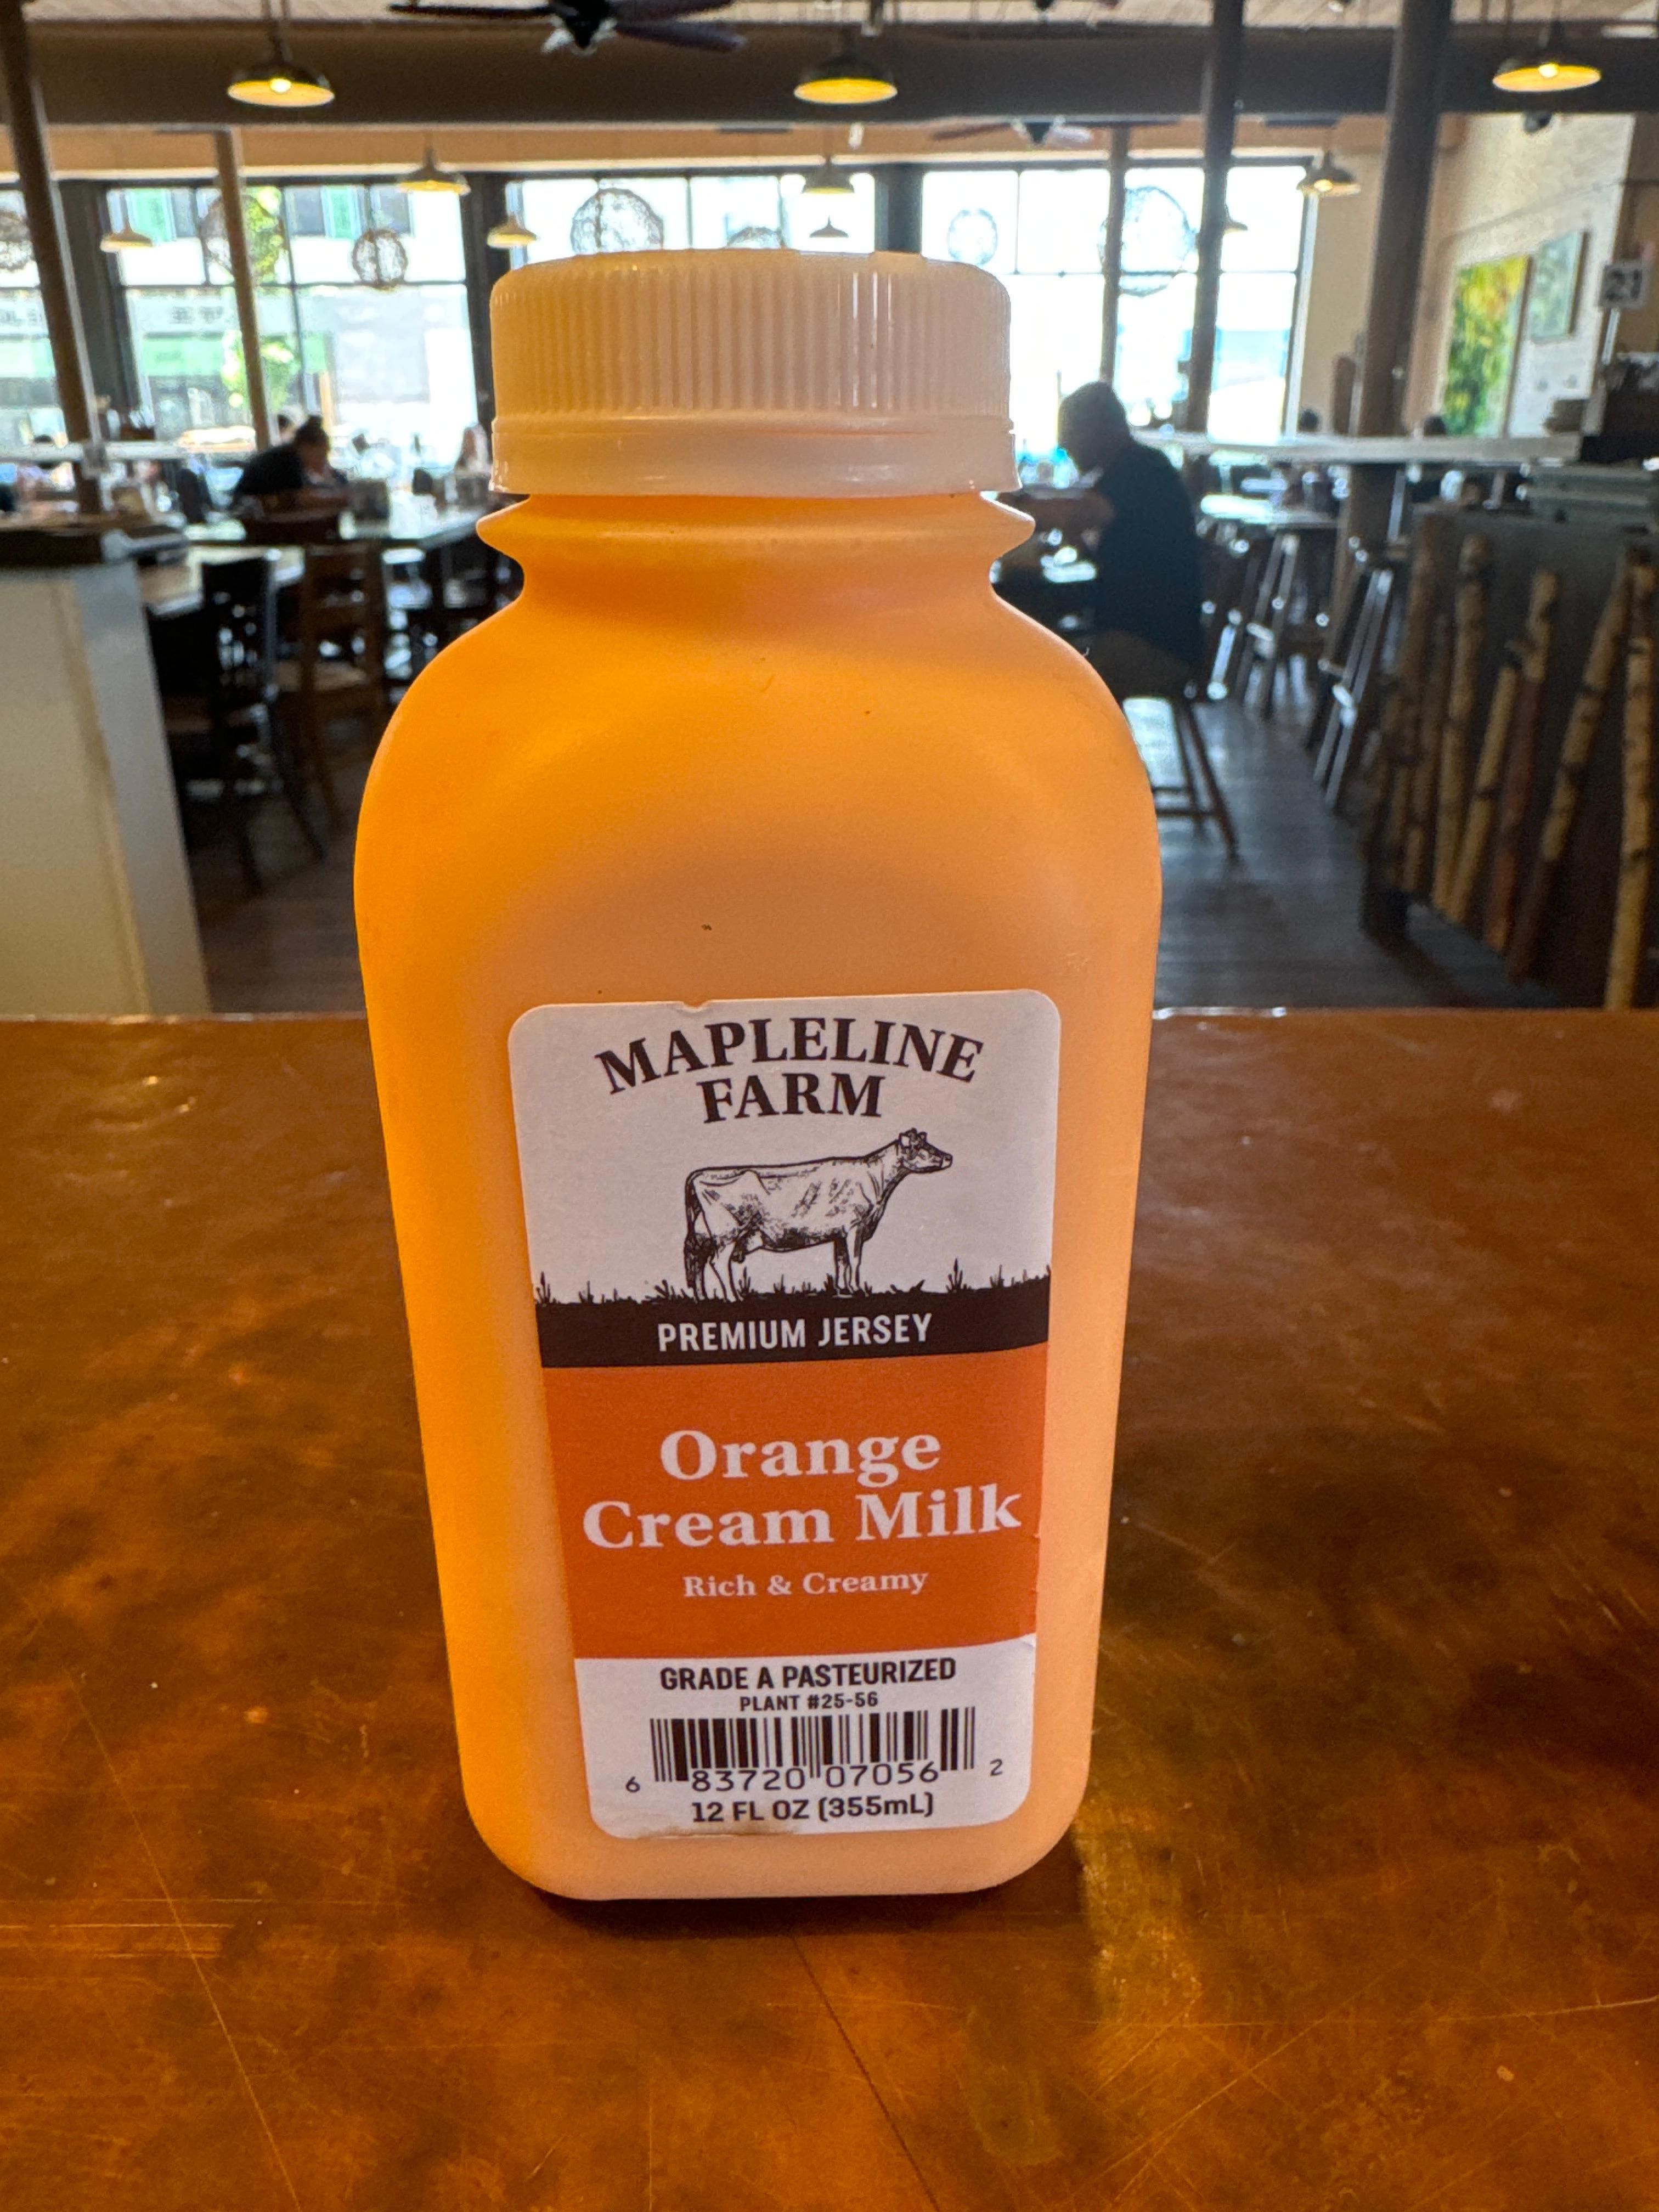 MAPLELINE
FARM
PREMIUM JERSEY
Orange
Cream Milk
Rich & Creamy
GRADE A PASTEURIZED
PLANT #25-56
6 83720 07056 2
12 FL OZ (355mL)